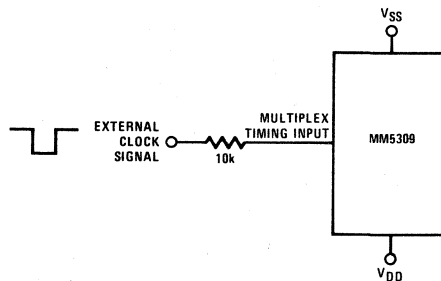 VSS
EXTERNAL
CLOCK
SIGNAL
10k
MULTIPLEX
TIMING INPUT
MM5309
VDD